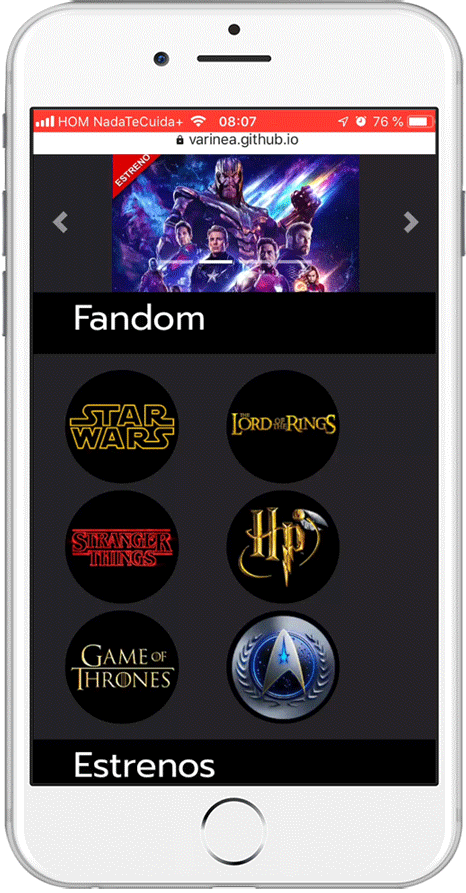 HOM NadaTeCuida+ 08:07 76 %
varinea.github.io
ESTRENO
Fandom
STAR WARS
THE LORD OF THE RINGS
STRANGER THINGS
HP
GAME OF THRONES
Estrenos